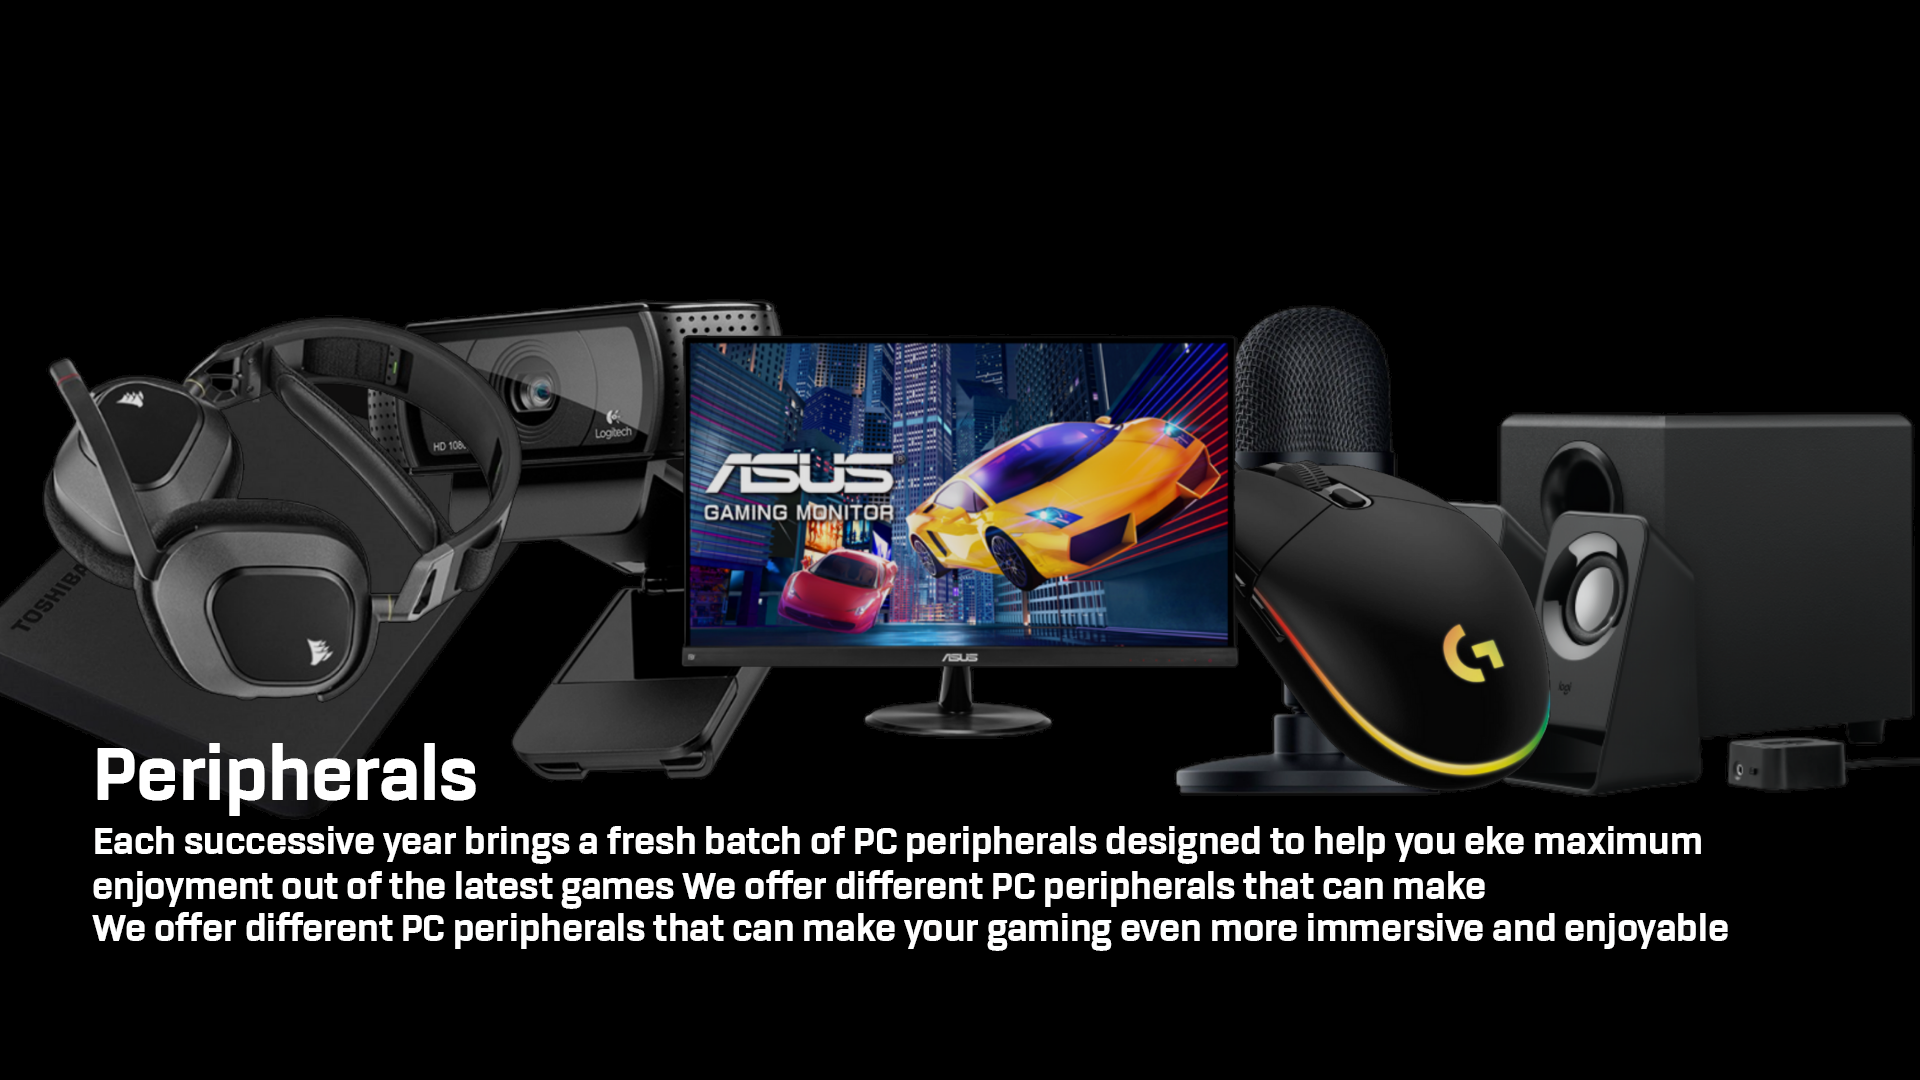 HD 108
Logitech
ASUS
GAMING MONITOR
TOSHIBA
ASUS
logi
Peripherals
Each successive year brings a fresh batch of PC peripherals designed to help you eke maximum
enjoyment out of the latest games We offer different PC peripherals that can make
We offer different PC peripherals that can make your gaming even more immersive and enjoyable